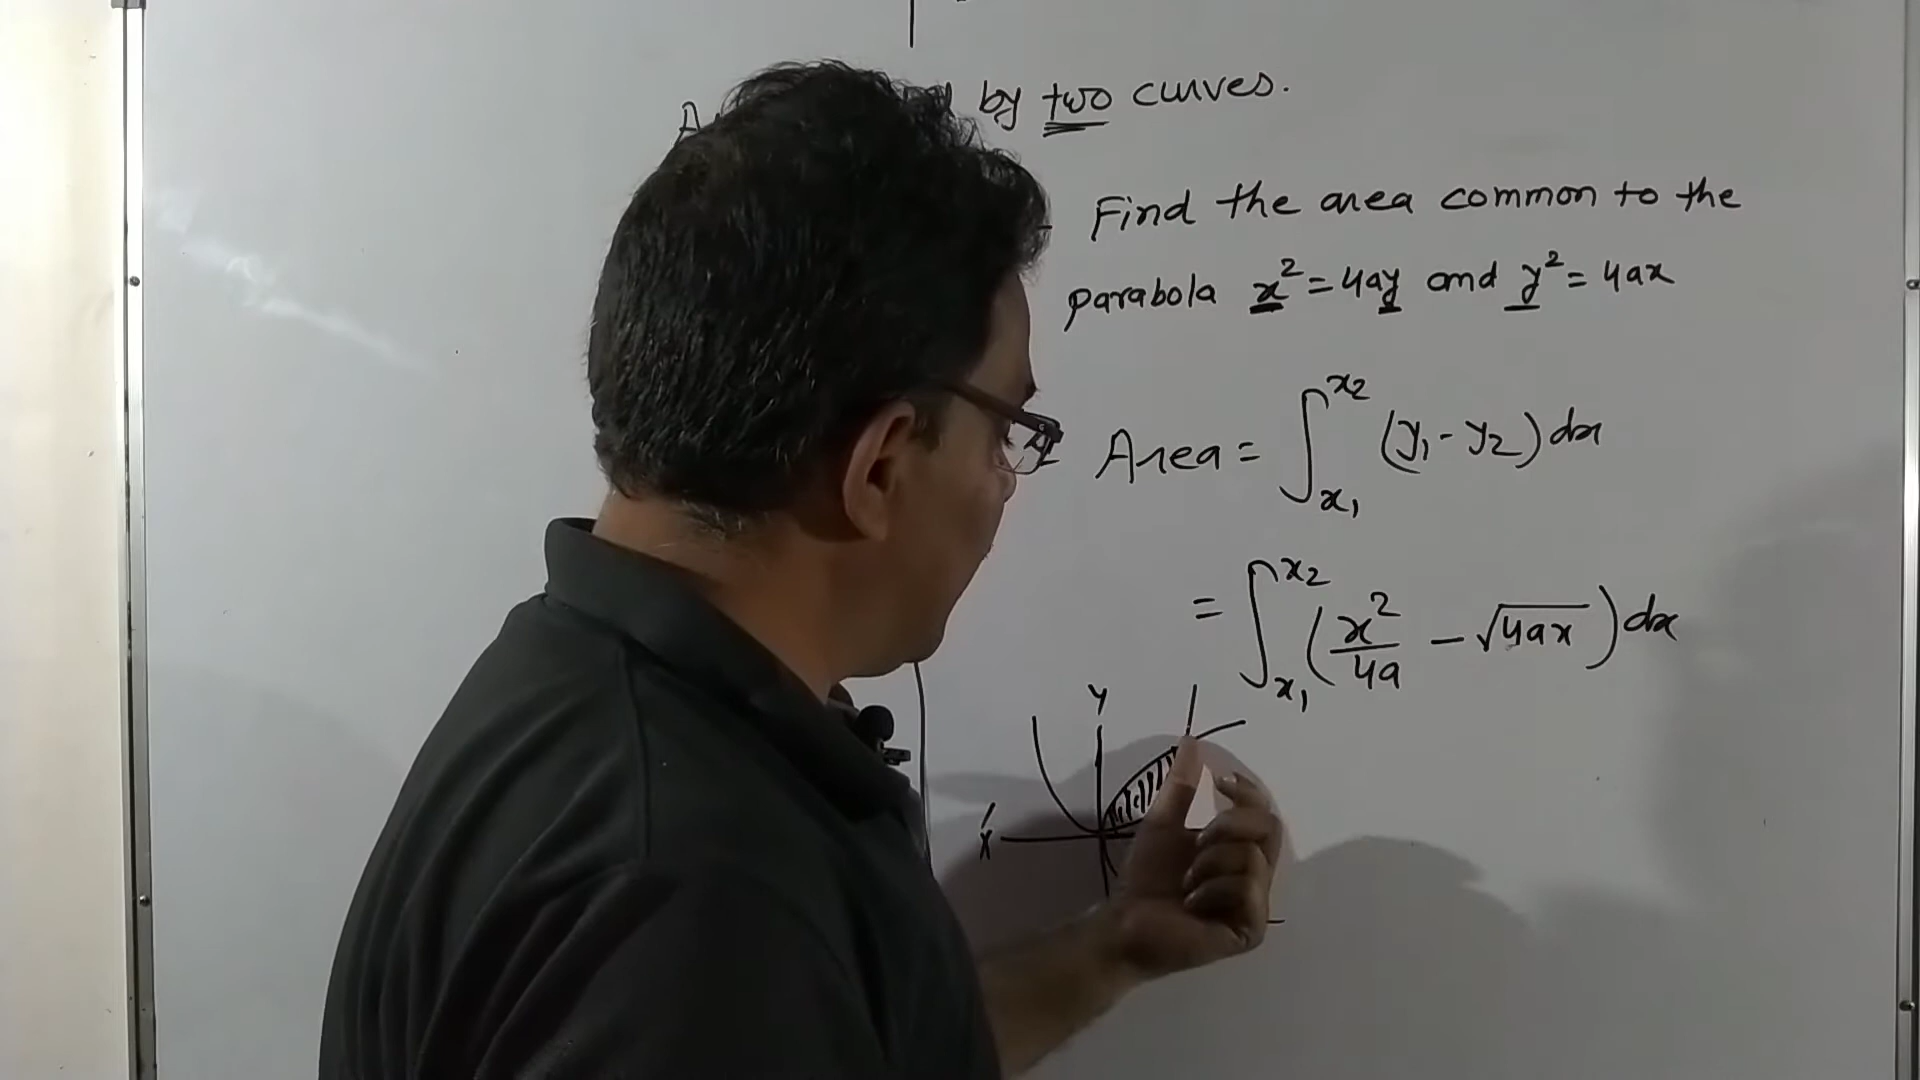 by two curves.
Find the area common to the
parabola x² = 4ay and y² = 4ax
Area = ∫_{x₁}^{x₂} (y₁ - y₂) dx
= ∫_{x₁}^{x₂} (x²/4a - √4ax) dx
Y
X'